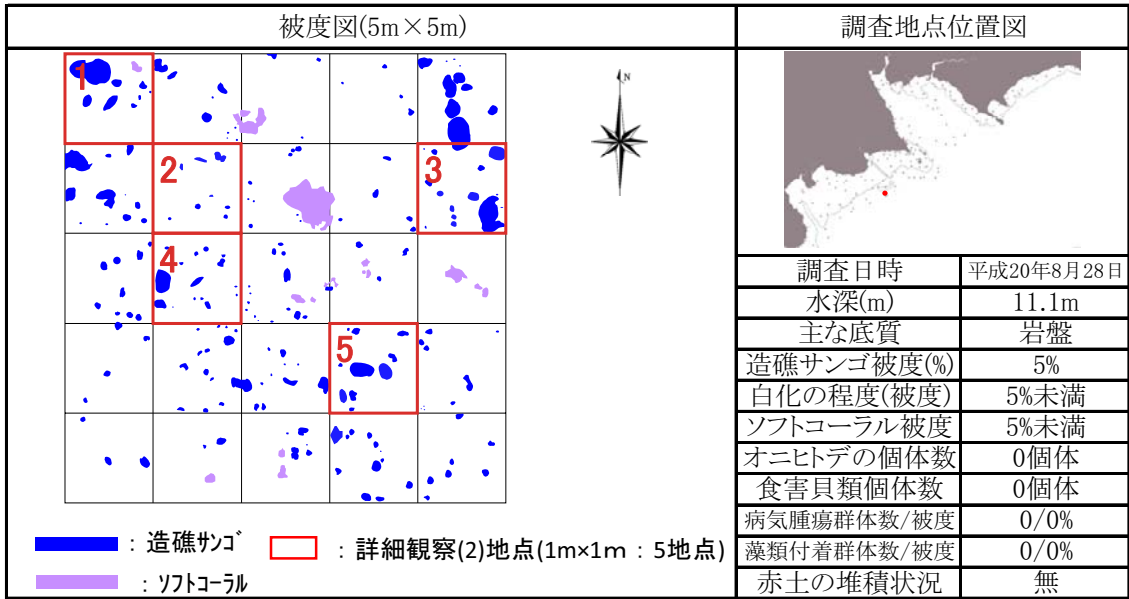 被度図(5m×5m)
1
2
3
4
5
N
：造礁ｻﾝｺﾞ
：詳細観察(2)地点(1m×1m：5地点)
：ｿﾌﾄｺｰﾗﾙ
調査地点位置図
調査日時 平成20年8月28日
水深(m) 11.1m
主な底質 岩盤
造礁サンゴ被度(%) 5%
白化の程度(被度) 5%未満
ソフトコーラル被度 5%未満
オニヒトデの個体数 0個体
食害貝類個体数 0個体
病気腫瘍群体数/被度 0/0%
藻類付着群体数/被度 0/0%
赤土の堆積状況 無